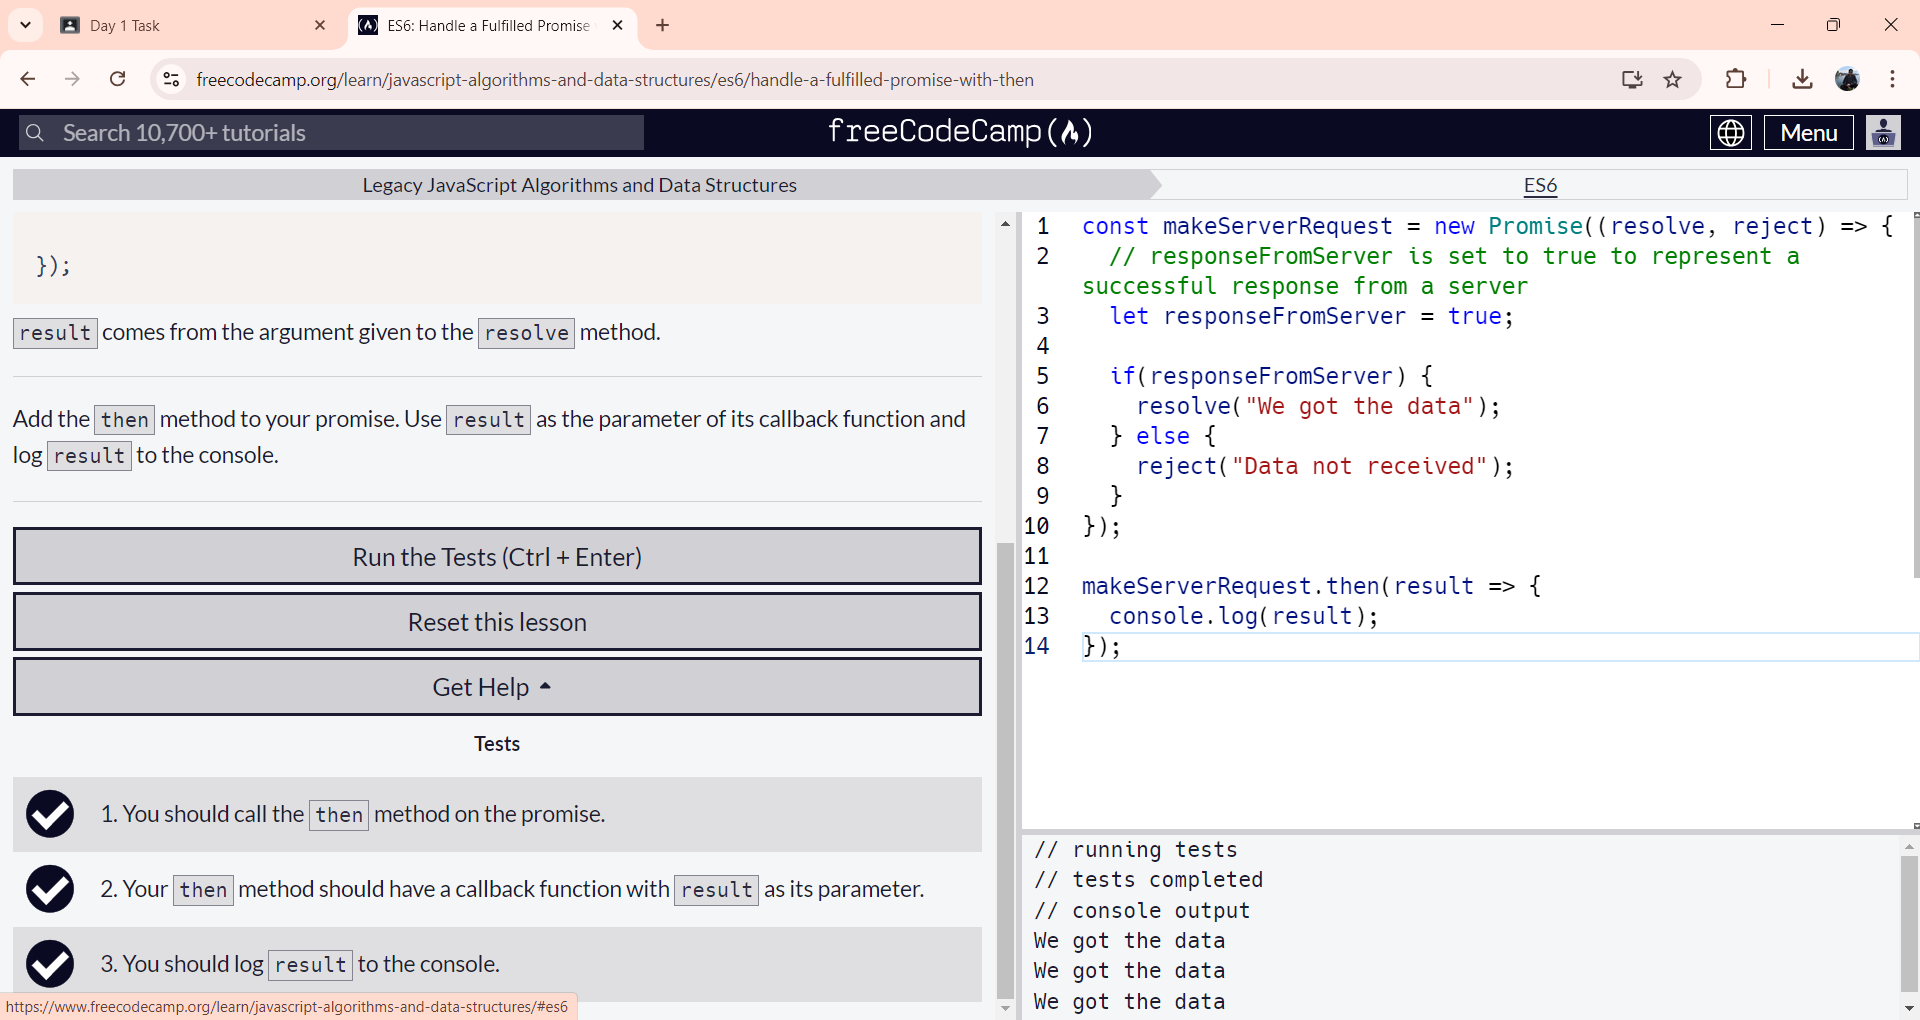 Day 1 Task
ES6: Handle a Fulfilled Promise
freecodecamp.org/learn/javascript-algorithms-and-data-structures/es6/handle-a-fulfilled-promise-with-then
Search 10,700+ tutorials
freeCodeCamp
Menu
Legacy JavaScript Algorithms and Data Structures
ES6
});
result comes from the argument given to the resolve method.
Add the then method to your promise. Use result as the parameter of its callback function and
log result to the console.
Run the Tests (Ctrl + Enter)
Reset this lesson
Get Help
Tests
1. You should call the then method on the promise.
2. Your then method should have a callback function with result as its parameter.
3. You should log result to the console.
https://www.freecodecamp.org/learn/javascript-algorithms-and-data-structures/#es6
1 const makeServerRequest = new Promise((resolve, reject) => {
2 // responseFromServer is set to true to represent a
successful response from a server
3 let responseFromServer = true;
4
5 if(responseFromServer) {
6 resolve("We got the data");
7 } else {
8 reject("Data not received");
9 }
10 });
11
12 makeServerRequest.then(result => {
13 console.log(result);
14 });
// running tests
// tests completed
// console output
We got the data
We got the data
We got the data